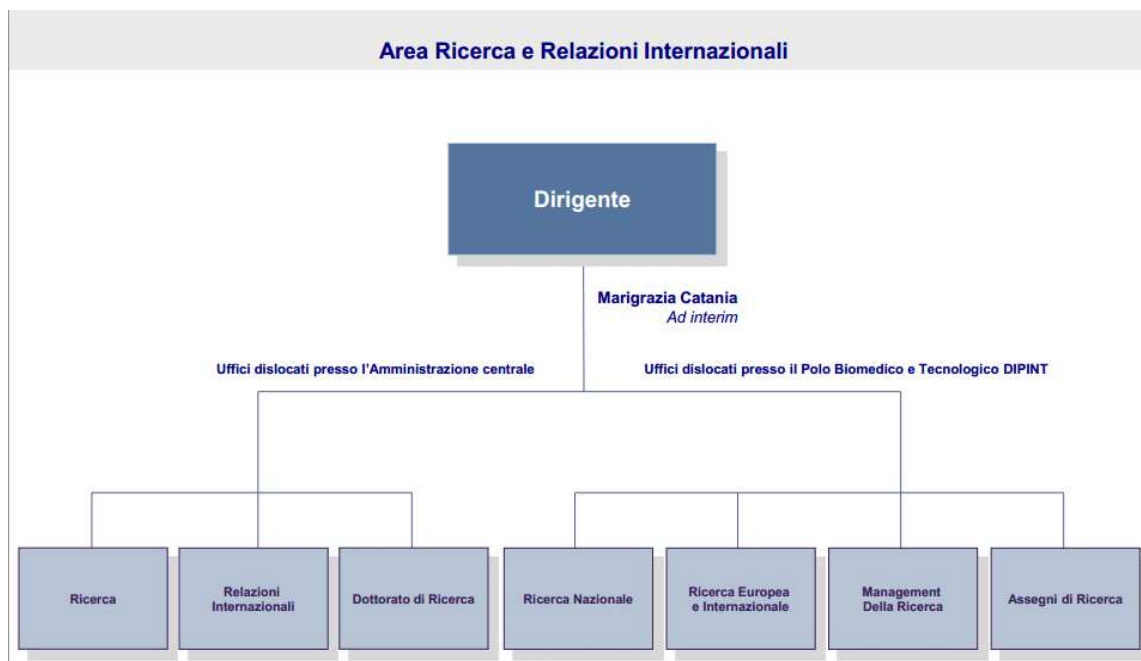 Area Ricerca e Relazioni Internazionali
Dirigente
Marigrazia Catania
Ad interim
Uffici dislocati presso l'Amministrazione centrale
Uffici dislocati presso il Polo Biomedico e Tecnologico DIPINT
Ricerca
Relazioni
Internazionali
Dottorato di Ricerca
Ricerca Nazionale
Ricerca Europea
e Internazionale
Management
Della Ricerca
Assegni di Ricerca